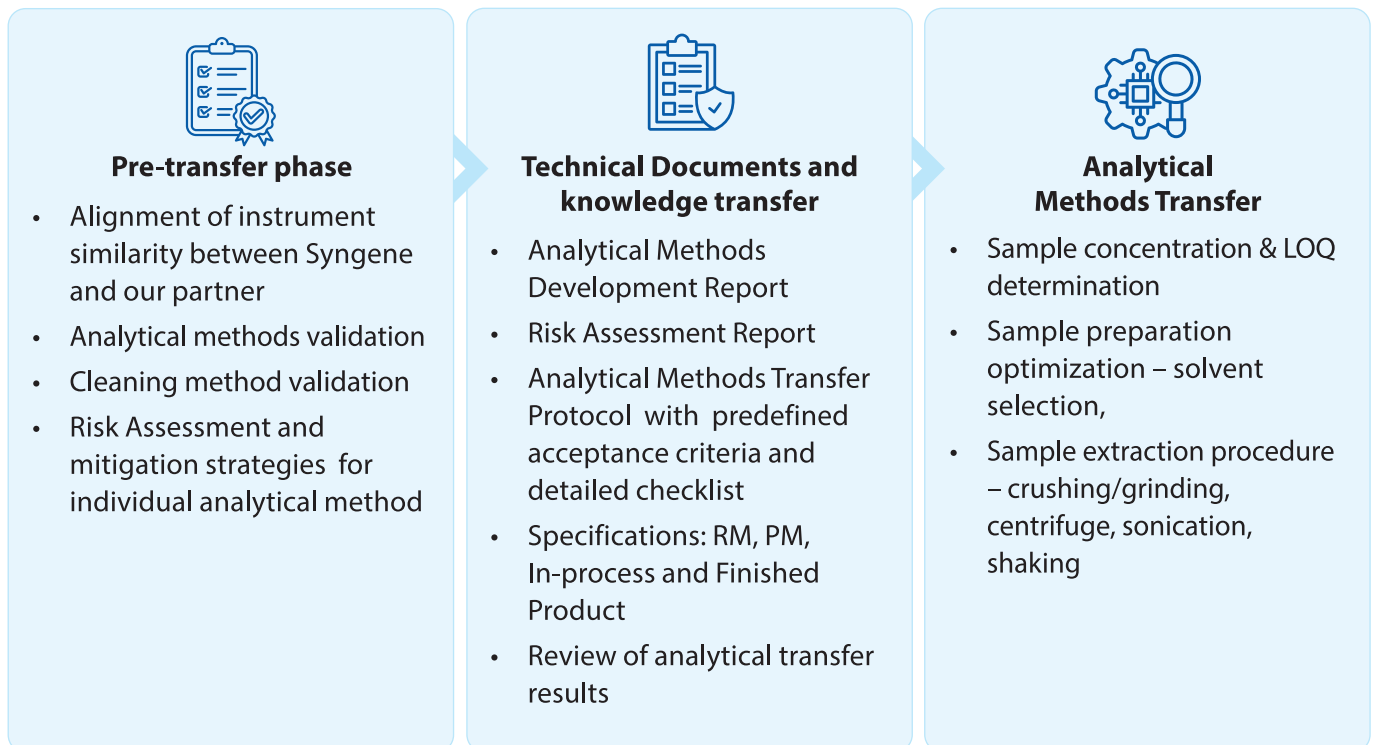 Pre-transfer phase
• Alignment of instrument
similarity between Syngene
and our partner
• Analytical methods validation
• Cleaning method validation
• Risk Assessment and
mitigation strategies for
individual analytical method
Technical Documents and
knowledge transfer
• Analytical Methods
Development Report
• Risk Assessment Report
• Analytical Methods Transfer
Protocol with predefined
acceptance criteria and
detailed checklist
• Specifications: RM, PM,
In-process and Finished
Product
• Review of analytical transfer
results
Analytical
Methods Transfer
• Sample concentration & LOQ
determination
• Sample preparation
optimization – solvent
selection,
• Sample extraction procedure
– crushing/grinding,
centrifuge, sonication,
shaking